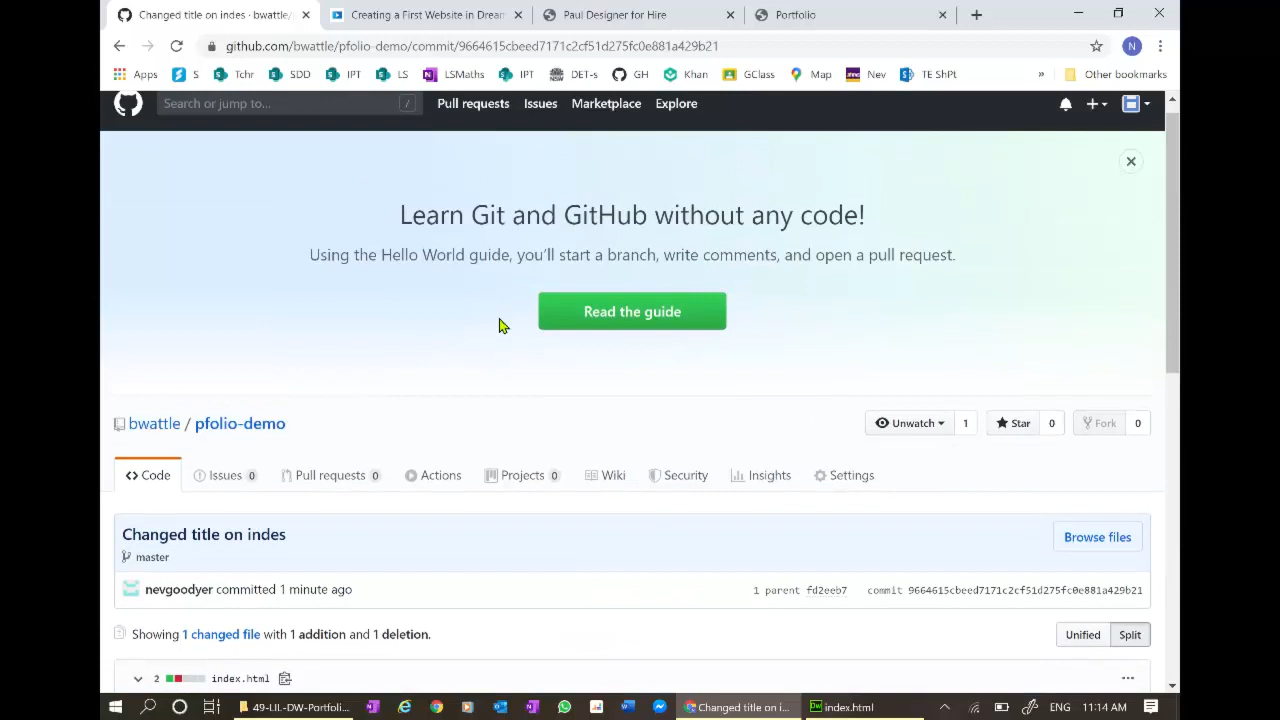 Changed title on indes · bwattle/
Creating a First Website in Drean
Paul Designer for Hire
Portfolio
github.com/bwattle/pfolio-demo/commit/9664615cbeed7171c2cf51d275fc0e881a429b21
N
Apps S Tchr SDD IPT LS LSMaths IPT DET-s GH Khan GClass Map Nev TE ShPt » Other bookmarks
Search or jump to... / Pull requests Issues Marketplace Explore
Learn Git and GitHub without any code!
Using the Hello World guide, you’ll start a branch, write comments, and open a pull request.
Read the guide
bwattle / pfolio-demo
Unwatch 1 Star 0 Fork 0
Code Issues 0 Pull requests 0 Actions Projects 0 Wiki Security Insights Settings
Changed title on indes
Browse files
master
nevgoodyer committed 1 minute ago
1 parent fd2eeb7 commit 9664615cbeed7171c2cf51d275fc0e881a429b21
Showing 1 changed file with 1 addition and 1 deletion.
Unified Split
2 index.html
49-LIL-DW-Portfoli... Changed title on i... Dw index.html ENG 11:14 AM